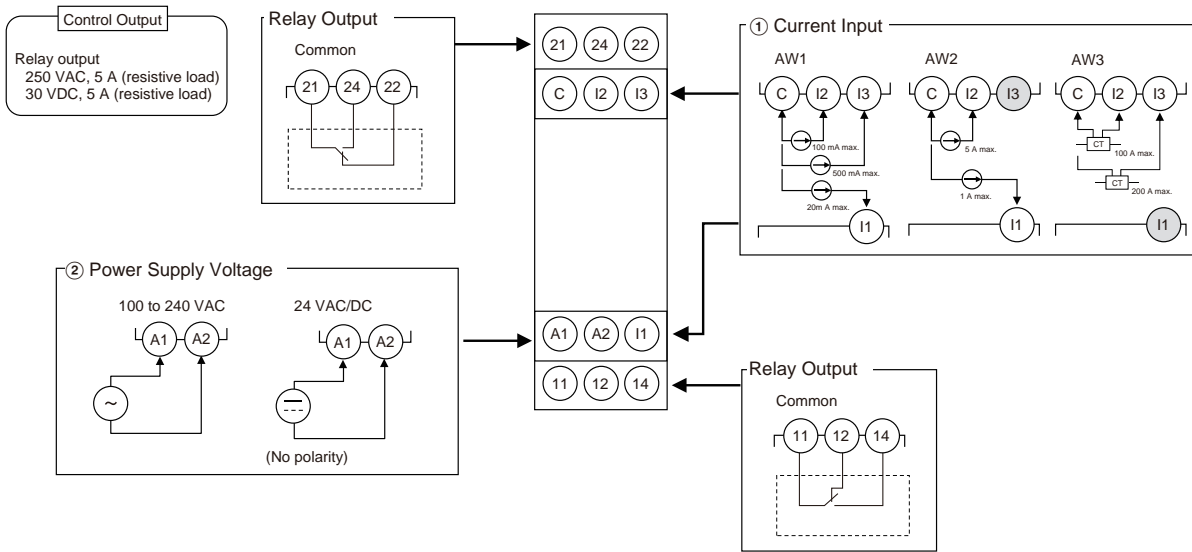 Control Output
Relay output
250 VAC, 5 A (resistive load)
30 VDC, 5 A (resistive load)
Relay Output
Common
21 24 22
21 24 22
C I2 I3
A1 A2 I1
11 12 14
① Current Input
AW1
C I2 I3
100 mA max.
500 mA max.
20m A max.
I1
AW2
C I2 I3
5 A max.
1 A max.
I1
AW3
C I2 I3
CT
100 A max.
CT
200 A max.
I1
② Power Supply Voltage
100 to 240 VAC
A1 A2
~
24 VAC/DC
A1 A2
(No polarity)
Relay Output
Common
11 12 14